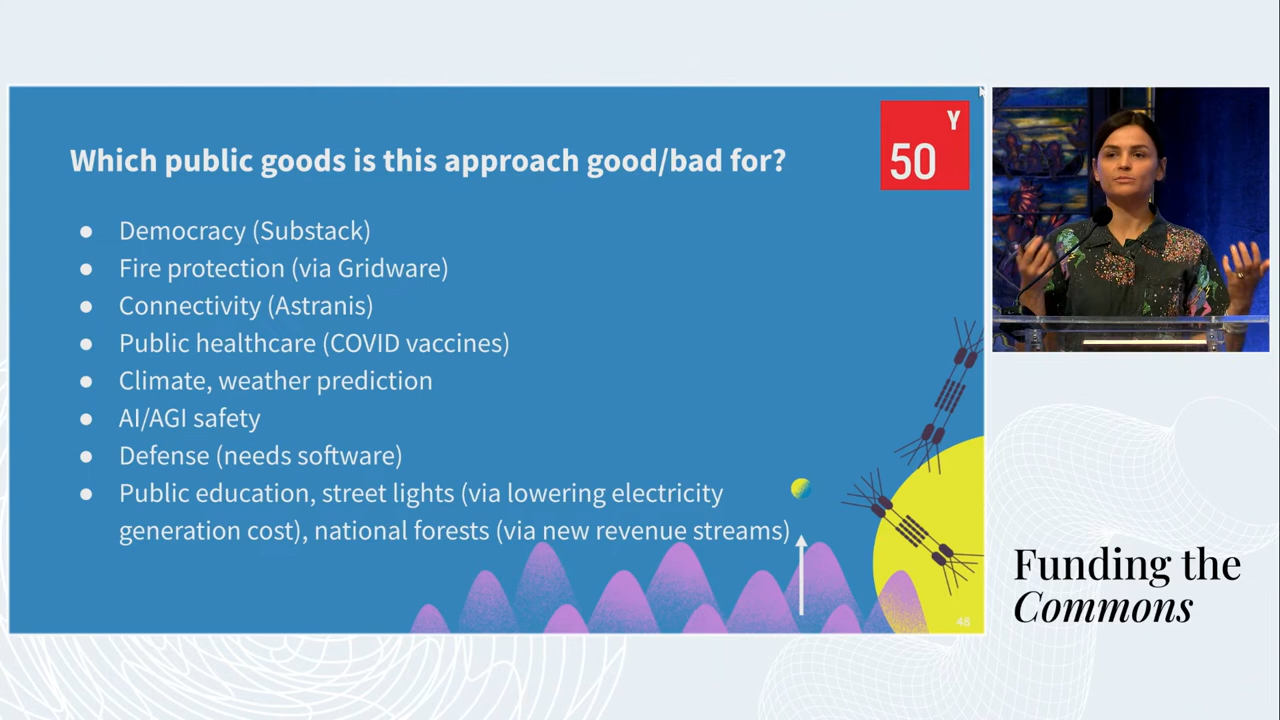 Which public goods is this approach good/bad for?
Y
50
● Democracy (Substack)
● Fire protection (via Gridware)
● Connectivity (Astranis)
● Public healthcare (COVID vaccines)
● Climate, weather prediction
● AI/AGI safety
● Defense (needs software)
● Public education, street lights (via lowering electricity
generation cost), national forests (via new revenue streams)
48
Funding the
Commons